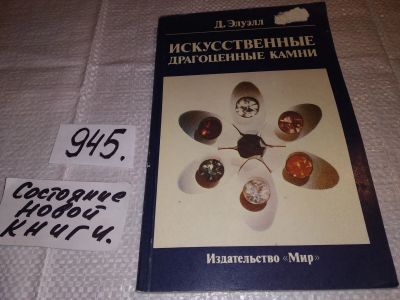 Д. Элуэлл
ИСКУССТВЕННЫЕ
ДРАГОЦЕННЫЕ КАМНИ
945.
Состояние
новой
книги.
Издательство «Мир»